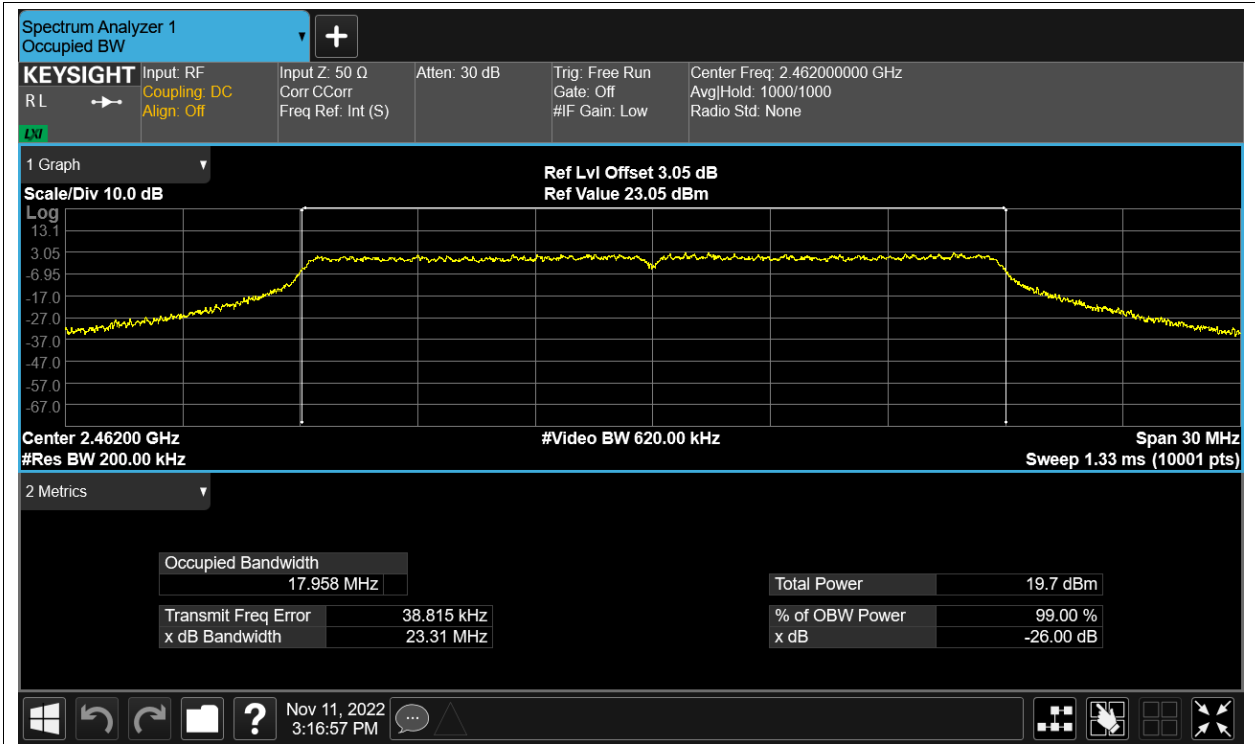 Spectrum Analyzer 1
Occupied BW
KEYSIGHT
R L
LXI
Input: RF
Coupling: DC
Align: Off
Input Z: 50 Ω
Corr CCorr
Freq Ref: Int (S)
Atten: 30 dB
Trig: Free Run
Gate: Off
#IF Gain: Low
Center Freq: 2.462000000 GHz
Avg|Hold: 1000/1000
Radio Std: None
1 Graph
Scale/Div 10.0 dB
Ref Lvl Offset 3.05 dB
Ref Value 23.05 dBm
Log
13.1
3.05
-6.95
-17.0
-27.0
-37.0
-47.0
-57.0
-67.0
Center 2.46200 GHz
#Video BW 620.00 kHz
Span 30 MHz
#Res BW 200.00 kHz
Sweep 1.33 ms (10001 pts)
2 Metrics
Occupied Bandwidth
17.958 MHz
Total Power 19.7 dBm
Transmit Freq Error 38.815 kHz
% of OBW Power 99.00 %
x dB Bandwidth 23.31 MHz
x dB -26.00 dB
?
Nov 11, 2022
3:16:57 PM